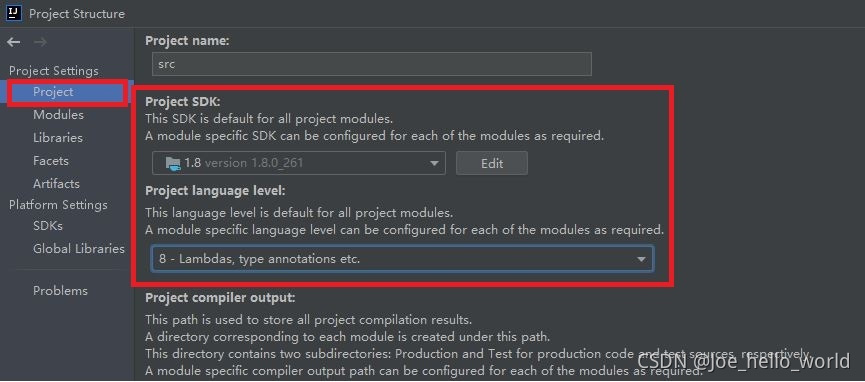 IJ
Project Structure
Project Settings
Project
Modules
Libraries
Facets
Artifacts
Platform Settings
SDKs
Global Libraries
Problems
Project name:
src
Project SDK:
This SDK is default for all project modules.
A module specific SDK can be configured for each of the modules as required.
1.8 version 1.8.0_261
Edit
Project language level:
This language level is default for all project modules.
A module specific language level can be configured for each of the modules as required.
8 - Lambdas, type annotations etc.
Project compiler output:
This path is used to store all project compilation results.
A directory corresponding to each module is created under this path.
This directory contains two subdirectories: Production and Test for production code and test sources, respectively.
A module specific compiler output path can be configured for each of the modules as required.
CSDN @Joe_hello_world